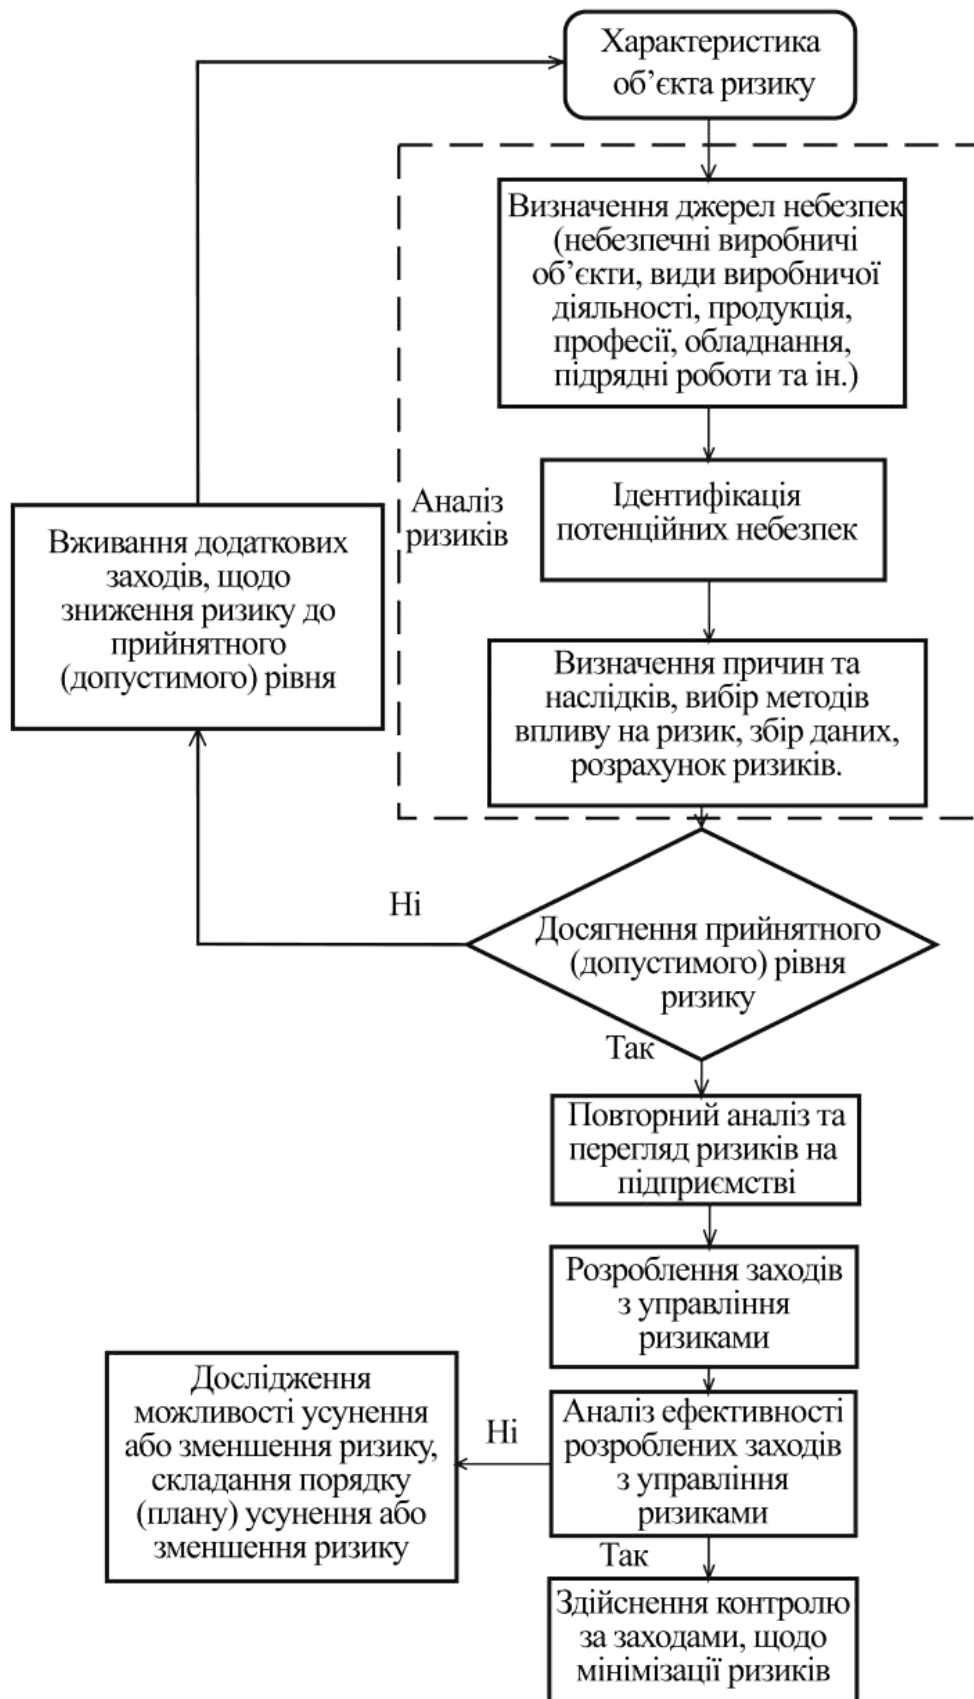 Характеристика
об’єкта ризику
Визначення джерел небезпек
(небезпечні виробничі
об’єкти, види виробничої
діяльності, продукція,
професії, обладнання,
підрядні роботи та ін.)
Аналіз
ризиків
Ідентифікація
потенційних небезпек
Вживання додаткових
заходів, щодо
зниження ризику до
прийнятного
(допустимого) рівня
Визначення причин та
наслідків, вибір методів
впливу на ризик, збір даних,
розрахунок ризиків.
Ні
Досягнення прийнятного
(допустимого) рівня
ризику
Так
Повторний аналіз та
перегляд ризиків на
підприємстві
Розроблення заходів
з управління
ризиками
Аналіз ефективності
розроблених заходів
з управління
ризиками
Ні
Дослідження
можливості усунення
або зменшення ризику,
складання порядку
(плану) усунення або
зменшення ризику
Так
Здійснення контролю
за заходами, щодо
мінімізації ризиків